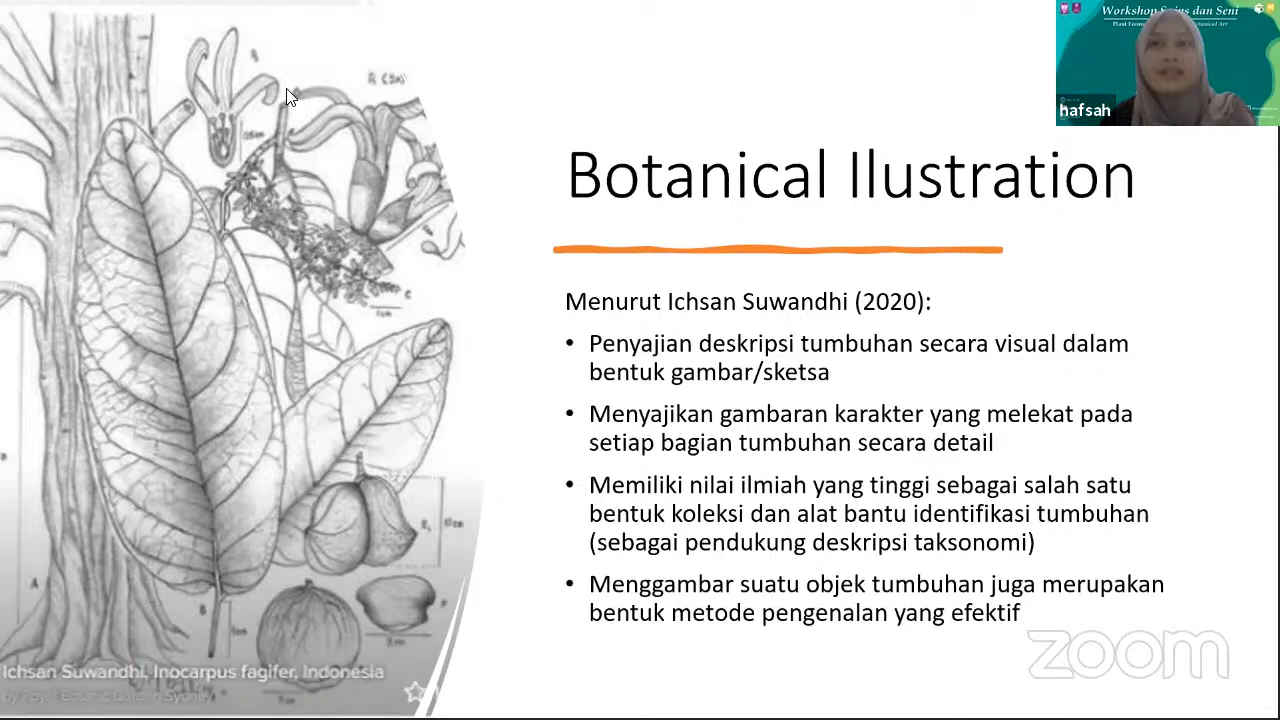 Workshop Sains dan Seni
hafsah
Botanical Ilustration
Menurut Ichsan Suwandhi (2020):
• Penyajian deskripsi tumbuhan secara visual dalam
bentuk gambar/sketsa
• Menyajikan gambaran karakter yang melekat pada
setiap bagian tumbuhan secara detail
• Memiliki nilai ilmiah yang tinggi sebagai salah satu
bentuk koleksi dan alat bantu identifikasi tumbuhan
(sebagai pendukung deskripsi taksonomi)
• Menggambar suatu objek tumbuhan juga merupakan
bentuk metode pengenalan yang efektif
zoom
Ichsan Suwandhi, Inocarpus fagifer, Indonesia